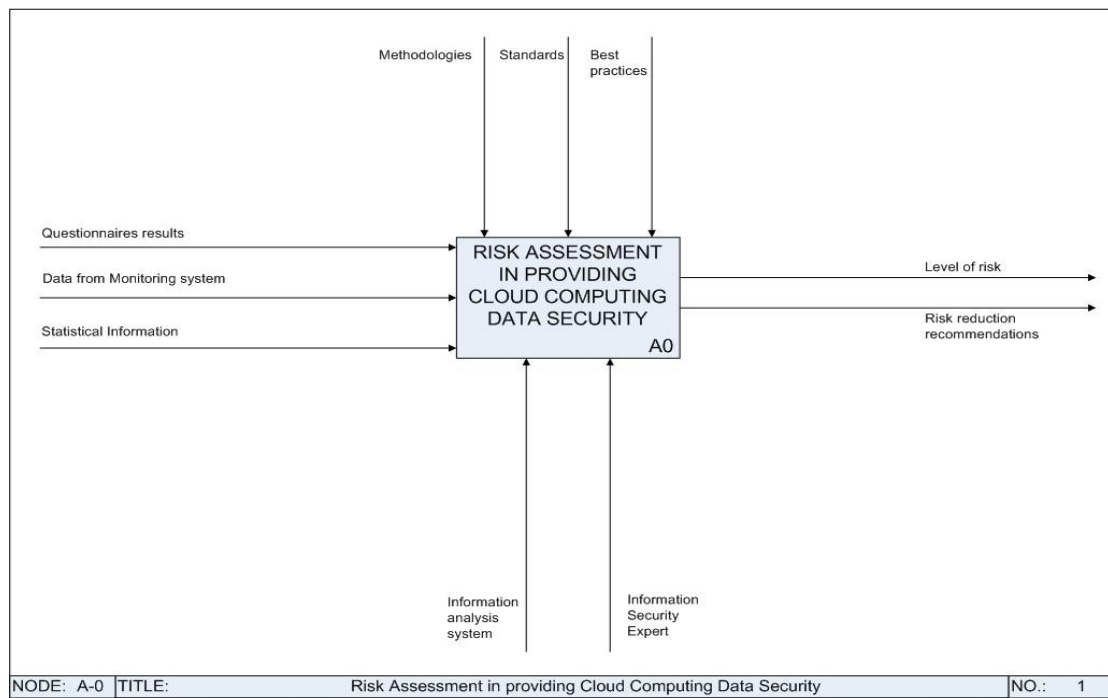 Methodologies
Standards
Best
practices
Questionnaires results
Data from Monitoring system
Statistical Information
RISK ASSESSMENT
IN PROVIDING
CLOUD COMPUTING
DATA SECURITY
A0
Level of risk
Risk reduction
recommendations
Information
analysis
system
Information
Security
Expert
NODE: A-0 TITLE: Risk Assessment in providing Cloud Computing Data Security NO.: 1